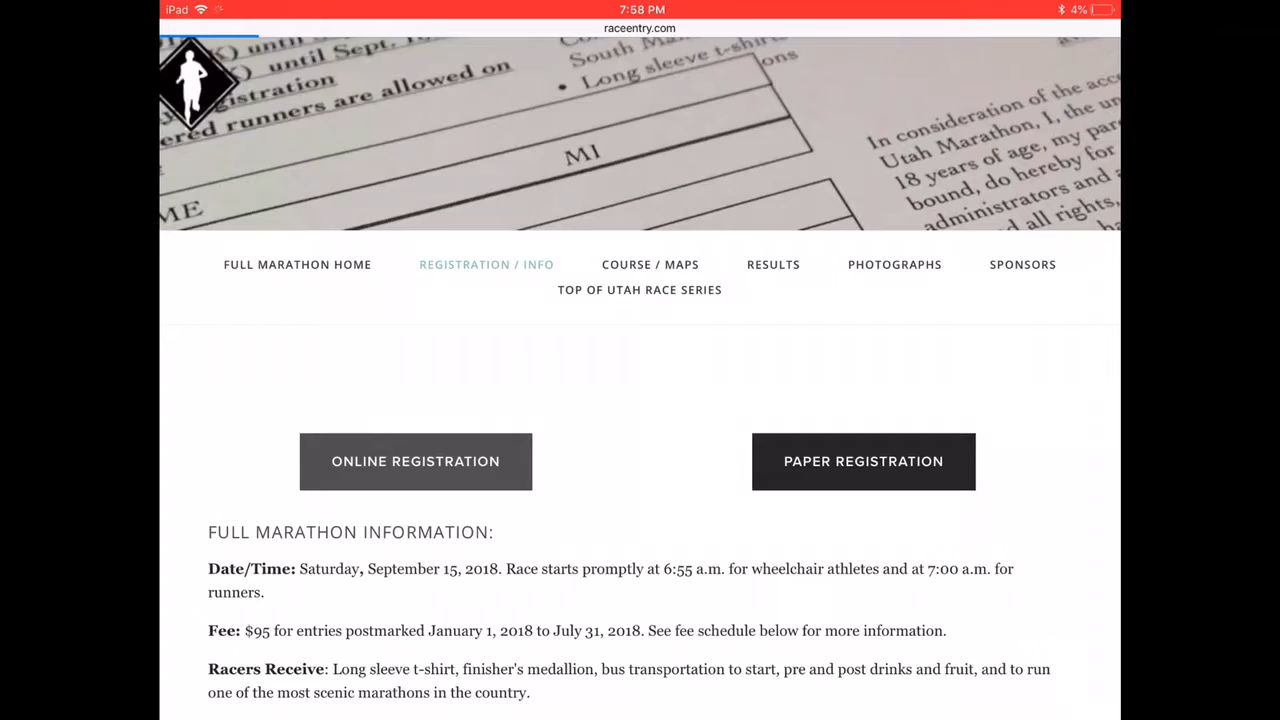 iPad 7:58 PM 4%
raceentry.com
K) until
K) until Sept.
South
• Long sleeve t-shirts
ons
istration
ered runners are allowed on
MI
ME
In consideration of the acc
Utah Marathon, I, the un
18 years of age, my par
bound, do hereby for
administrators and a
d all rights,
FULL MARATHON HOME REGISTRATION / INFO COURSE / MAPS RESULTS PHOTOGRAPHS SPONSORS
TOP OF UTAH RACE SERIES
ONLINE REGISTRATION PAPER REGISTRATION
FULL MARATHON INFORMATION:
Date/Time: Saturday, September 15, 2018. Race starts promptly at 6:55 a.m. for wheelchair athletes and at 7:00 a.m. for
runners.
Fee: $95 for entries postmarked January 1, 2018 to July 31, 2018. See fee schedule below for more information.
Racers Receive: Long sleeve t-shirt, finisher's medallion, bus transportation to start, pre and post drinks and fruit, and to run
one of the most scenic marathons in the country.